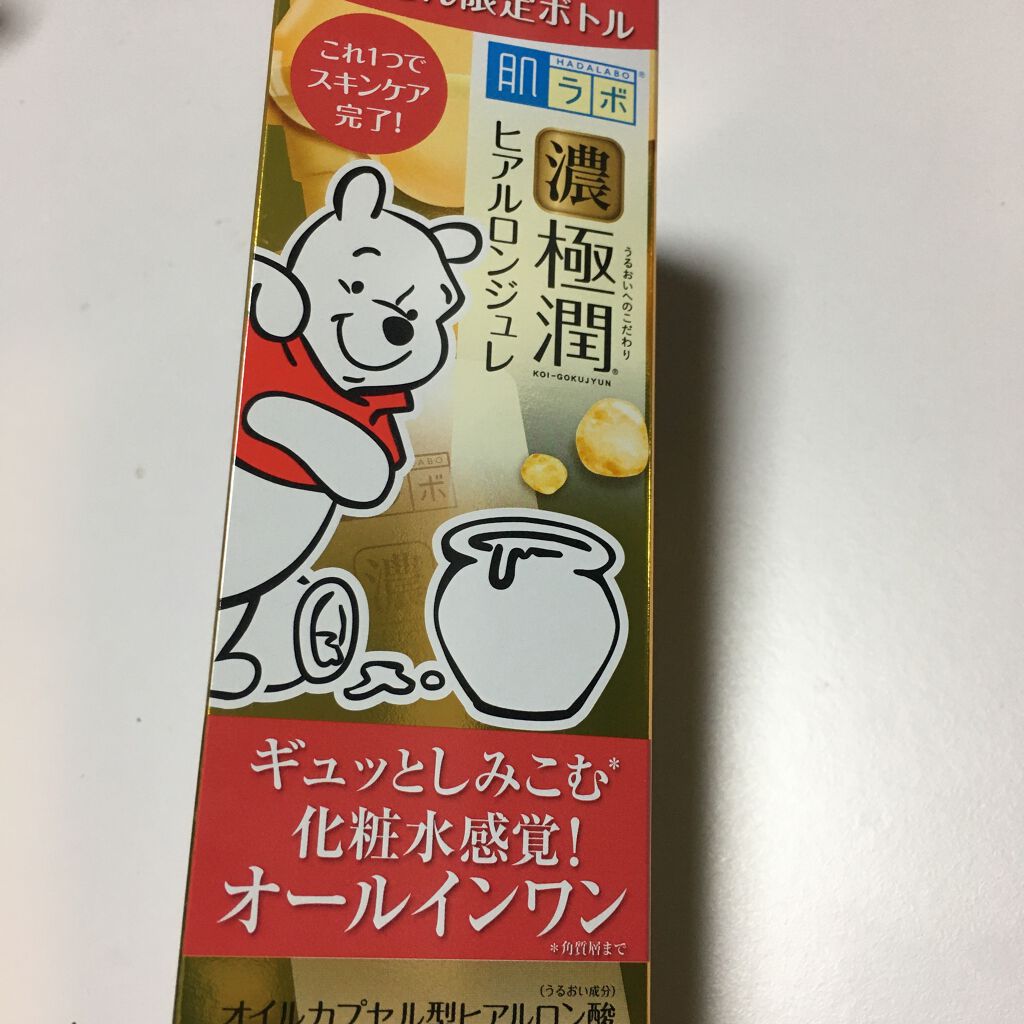 限定ボトル
これ1つで
スキンケア
完了!
HADALABO®
肌ラボ
濃
極潤®
うるおいへのこだわり
KOI-GOKUJYUN
ヒアルロンジュレ
ギュッとしみこむ*
化粧水感覚!
オールインワン
*角質層まで
(うるおい成分)
オイルカプセル型ヒアルロン酸